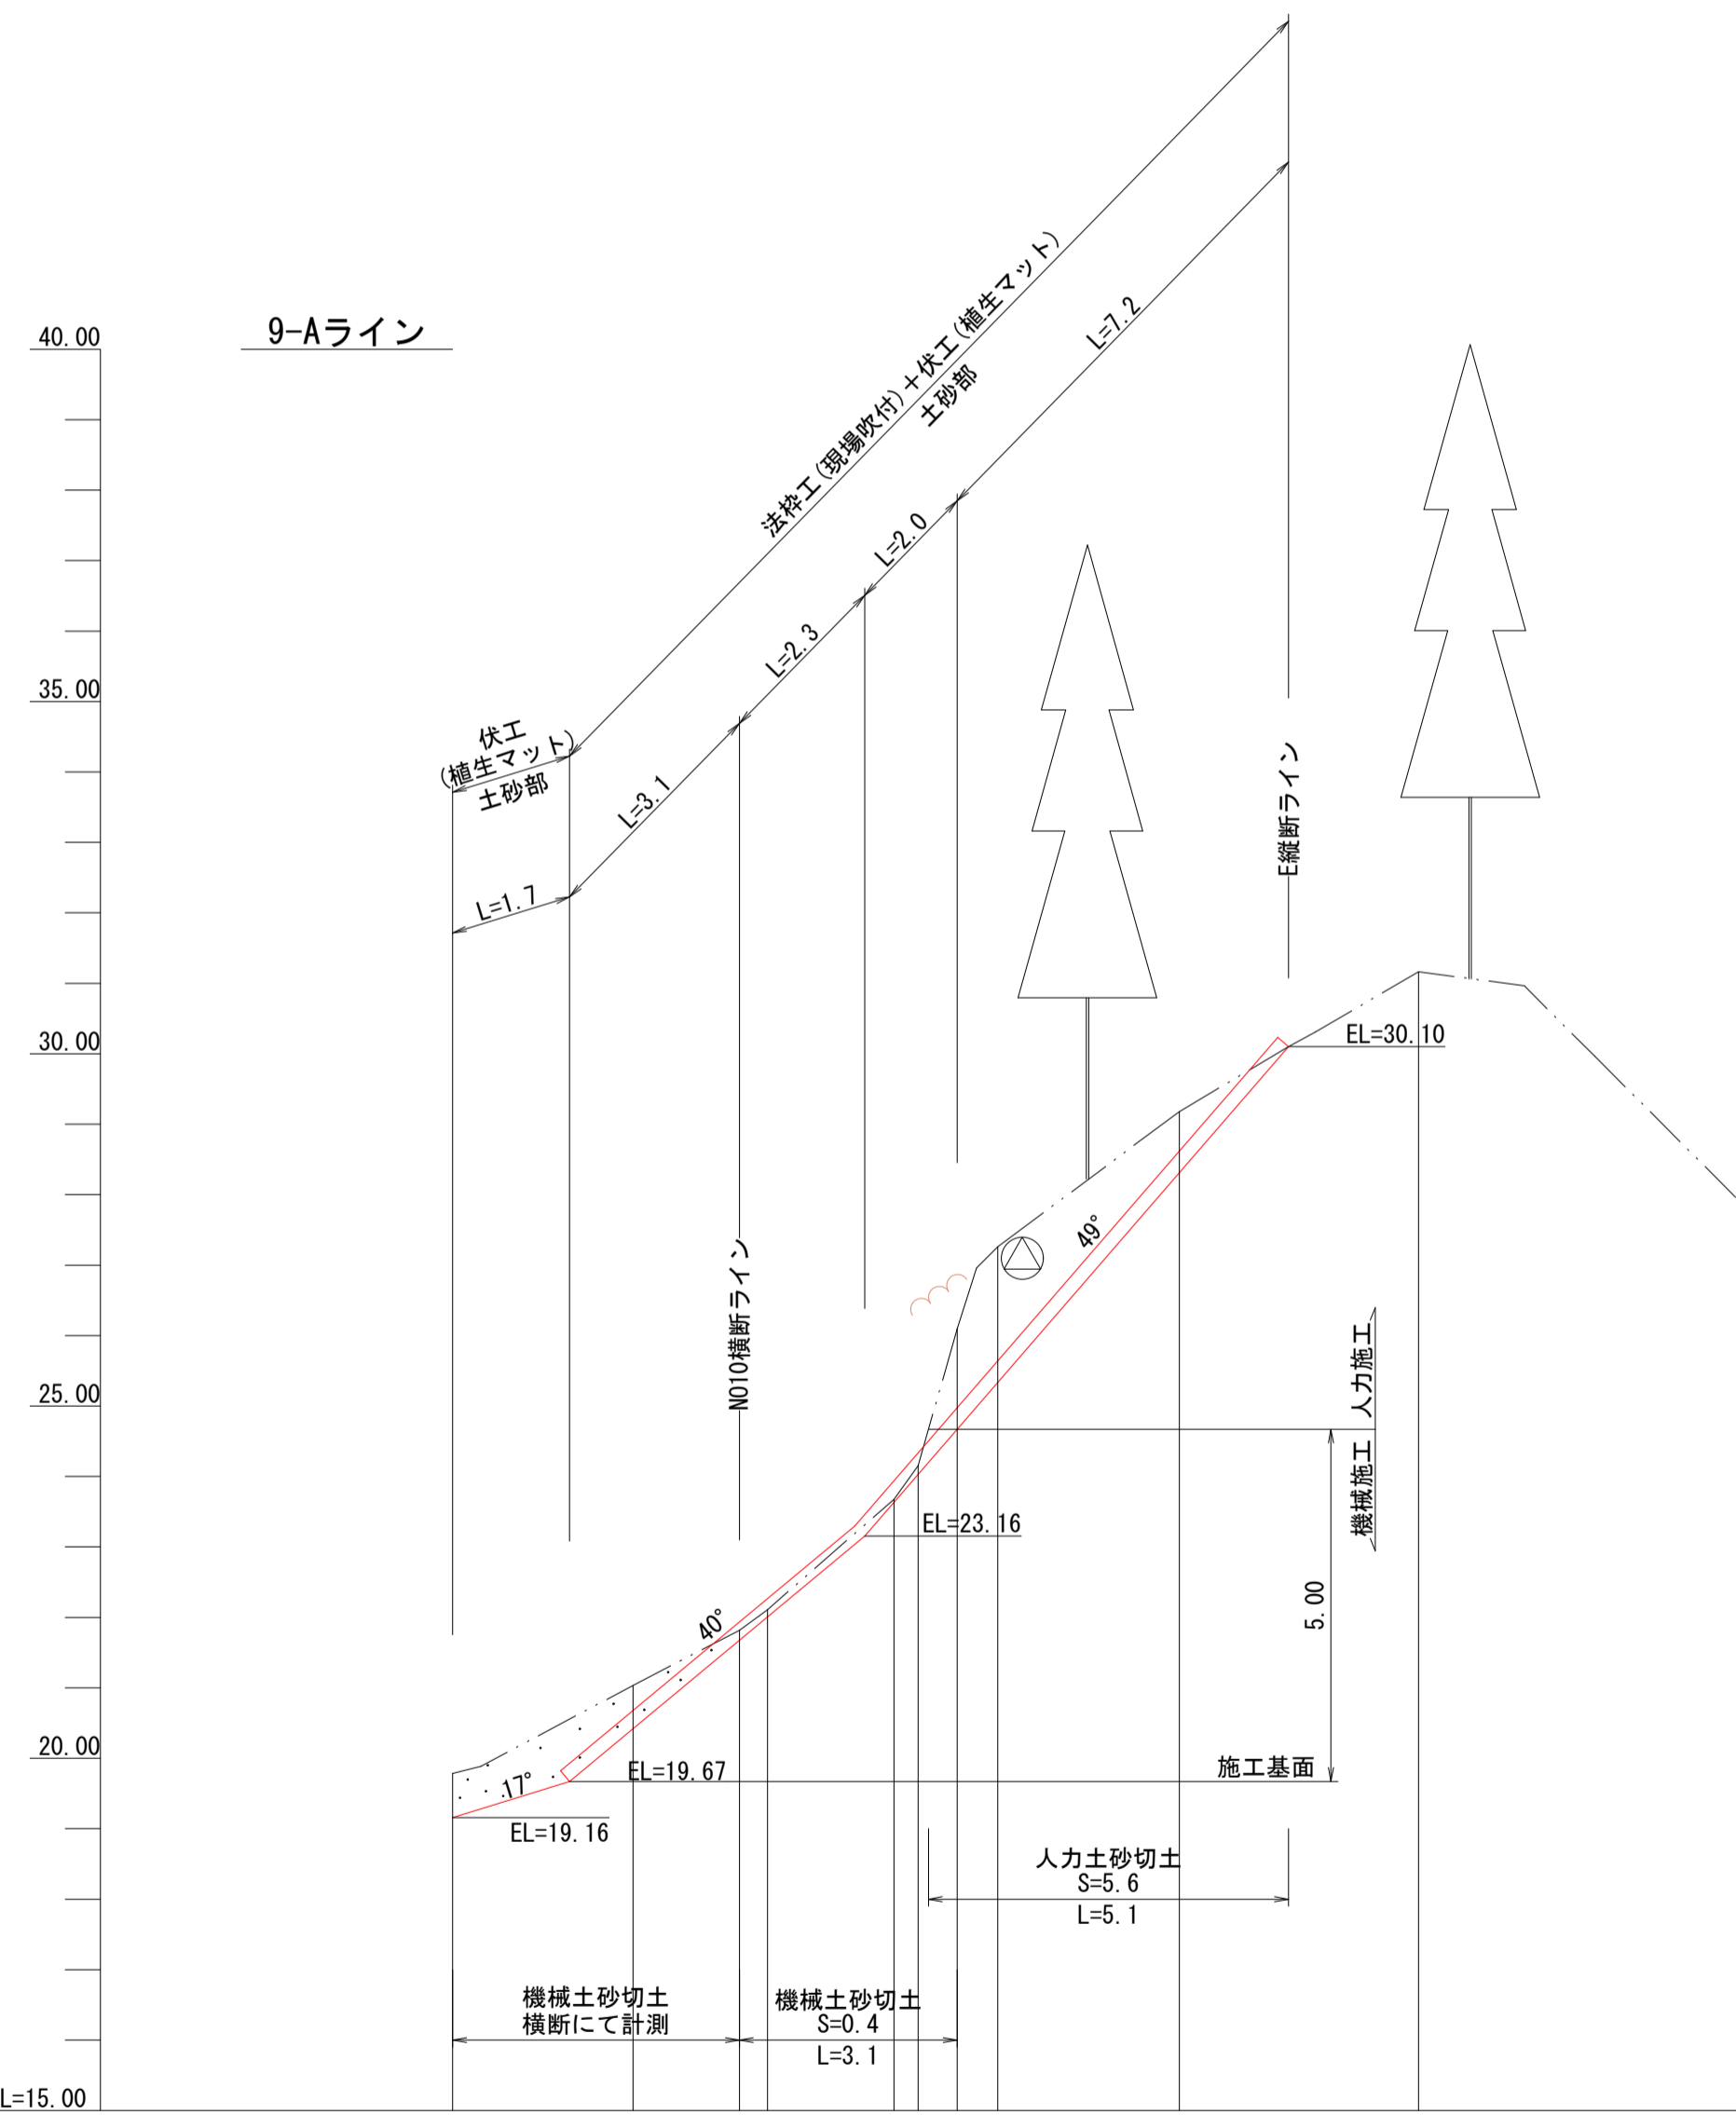 9-Aライン
40.00
35.00
30.00
25.00
20.00
L=15.00
法枠工(現場吹付)＋伏工(植生マット)
土砂部
L=7.2
L=2.0
L=2.3
L=3.1
伏工
(植生マット)
土砂部
L=1.7
E縦断ライン
NO10横断ライン
EL=30.10
49°
人力施工
機械施工
EL=23.16
5.00
40°
施工基面
EL=19.67
17°
EL=19.16
人力土砂切土
S=5.6
L=5.1
機械土砂切土
横断にて計測
機械土砂切土
S=0.4
L=3.1